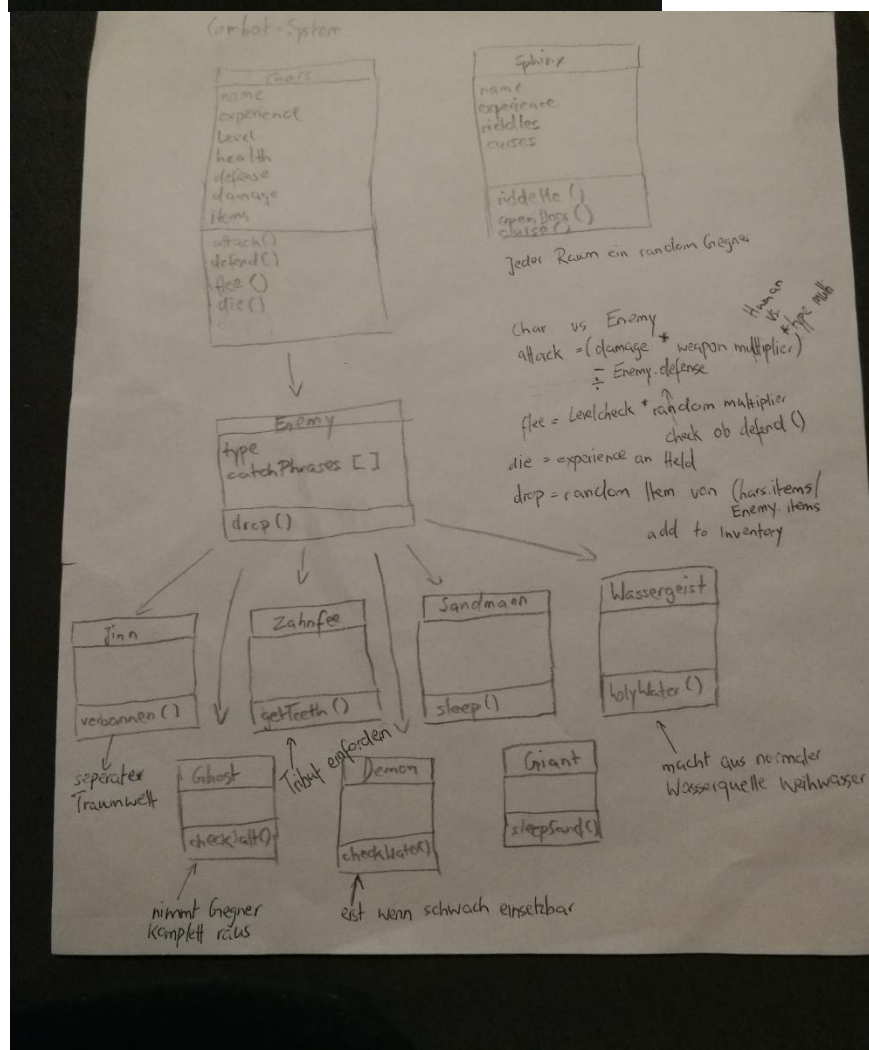 Combat-System
Chars
name
experience
Level
health
defense
damage
items
attack()
defend()
flee()
die()
Sphinx
name
experience
riddles
curses
openDoor()
curse()
Jeder Raum ein random Gegner
Char vs Enemy
attack = (damage * weapon multiplier) * type multi
÷ Enemy.defense
Human
vs.
flee = Levelcheck * random multiplier
check ob defend()
die = experience an Held
drop = random Item von Chars.items/
Enemy.items
add to Inventory
Enemy
type
catchPhrases []
drop()
Jinn
verbannen()
seperater
Traumwelt
Zahnfee
getTeeth()
Tribut einfordern
Sandmann
sleep()
Wassergeist
holyWater()
macht aus normaler
Wasserquelle Weihwasser
Ghost
checkSalt()
nimmt Gegner
komplett raus
Demon
checkWater()
erst wenn schwach einsetzbar
Giant
sleepSand()